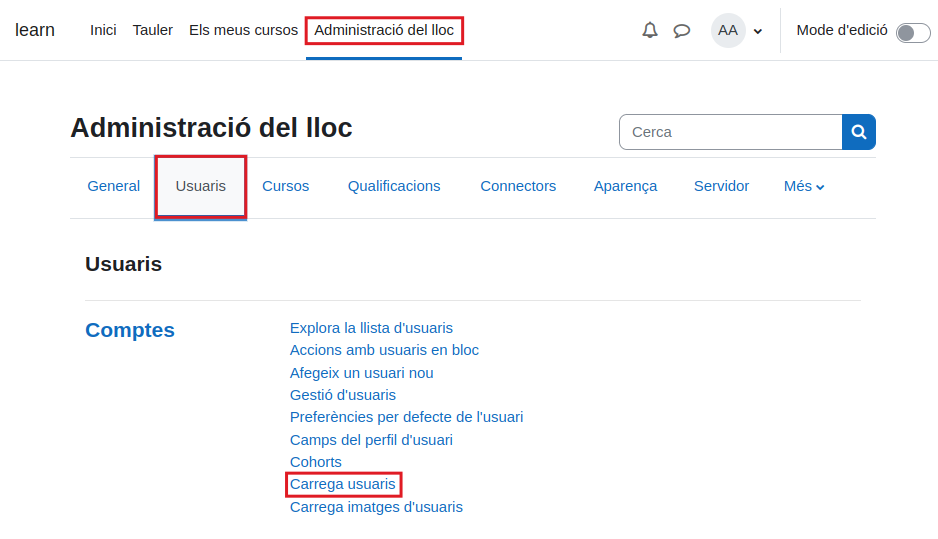 learn Inici Tauler Els meus cursos Administració del lloc AA Mode d'edició
Administració del lloc
Cerca
General Usuaris Cursos Qualificacions Connectors Aparença Servidor Més
Usuaris
Comptes
Explora la llista d'usuaris
Accions amb usuaris en bloc
Afegeix un usuari nou
Gestió d'usuaris
Preferències per defecte de l'usuari
Camps del perfil d'usuari
Cohorts
Carrega usuaris
Carrega imatges d'usuaris